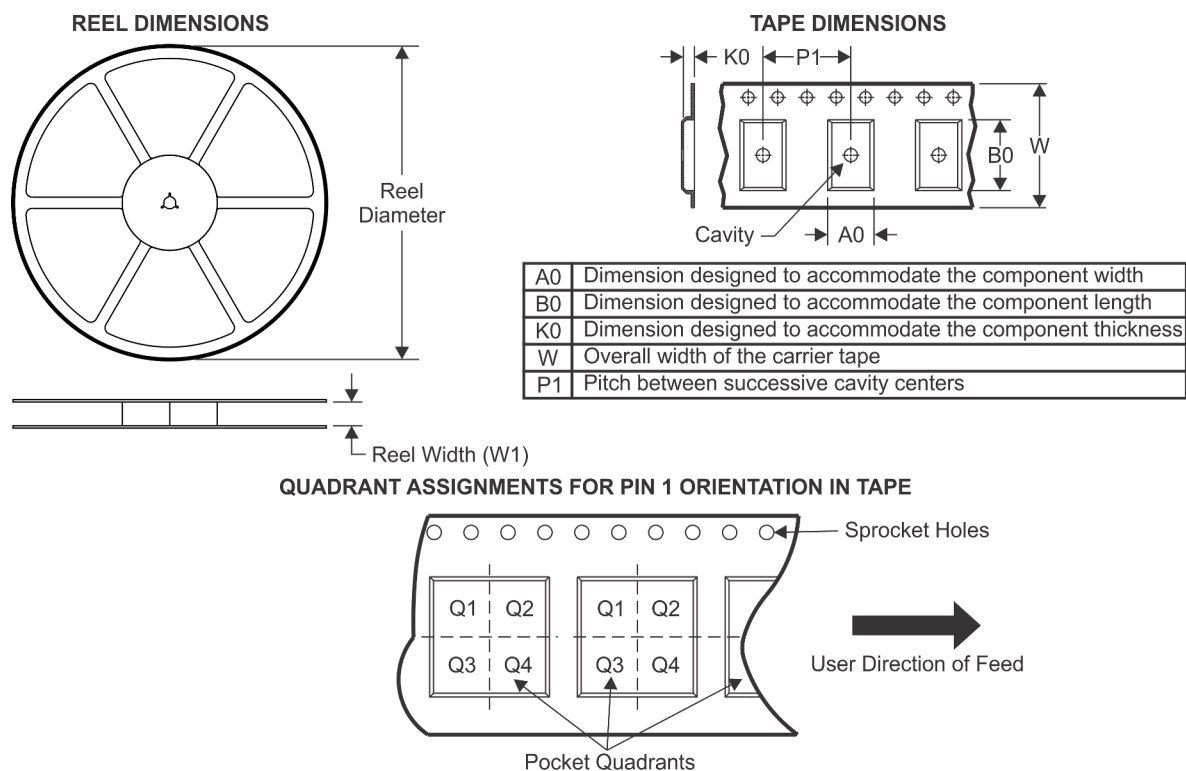 REEL DIMENSIONS
Reel
Diameter
Reel Width (W1)
TAPE DIMENSIONS
K0
P1
B0
W
Cavity
A0
A0 Dimension designed to accommodate the component width
B0 Dimension designed to accommodate the component length
K0 Dimension designed to accommodate the component thickness
W Overall width of the carrier tape
P1 Pitch between successive cavity centers
QUADRANT ASSIGNMENTS FOR PIN 1 ORIENTATION IN TAPE
Sprocket Holes
Q1 Q2 Q1 Q2
Q3 Q4 Q3 Q4
User Direction of Feed
Pocket Quadrants